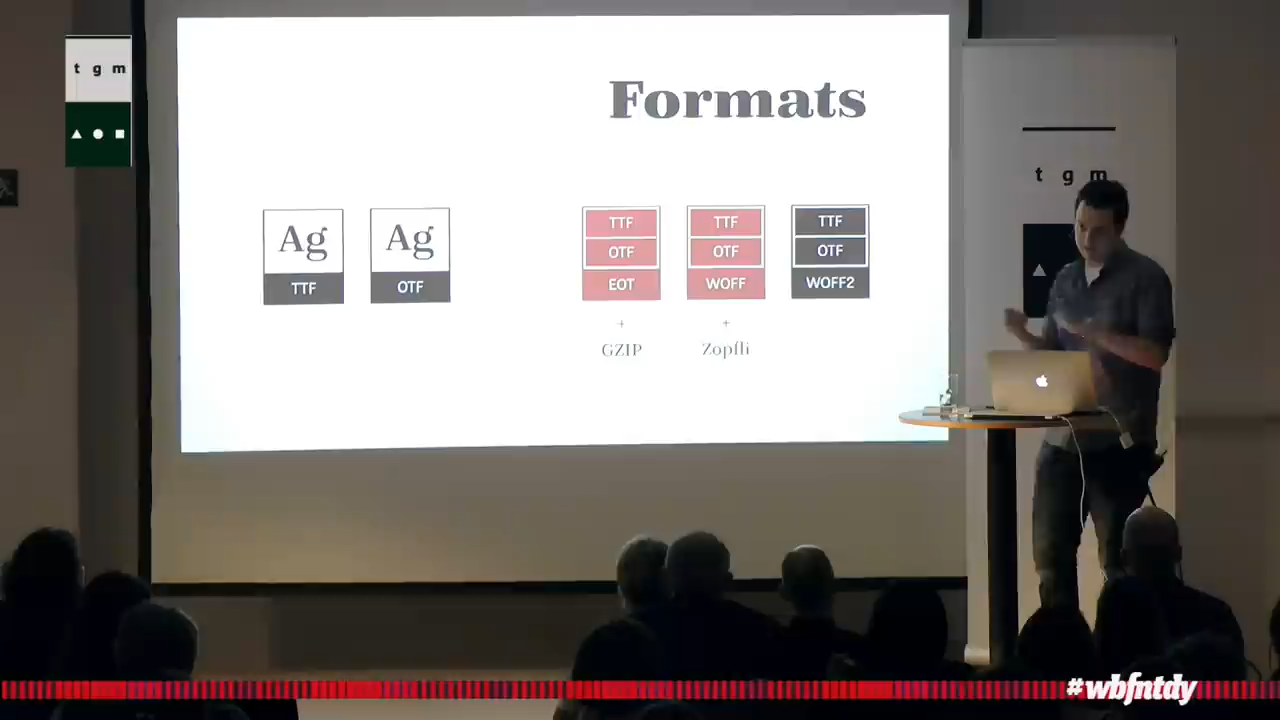 t g m
Formats
t g m
Ag
Ag
TTF
OTF
TTF
OTF
EOT
TTF
OTF
WOFF
TTF
OTF
WOFF2
+
GZIP
+
Zopfli
#wbfntdy